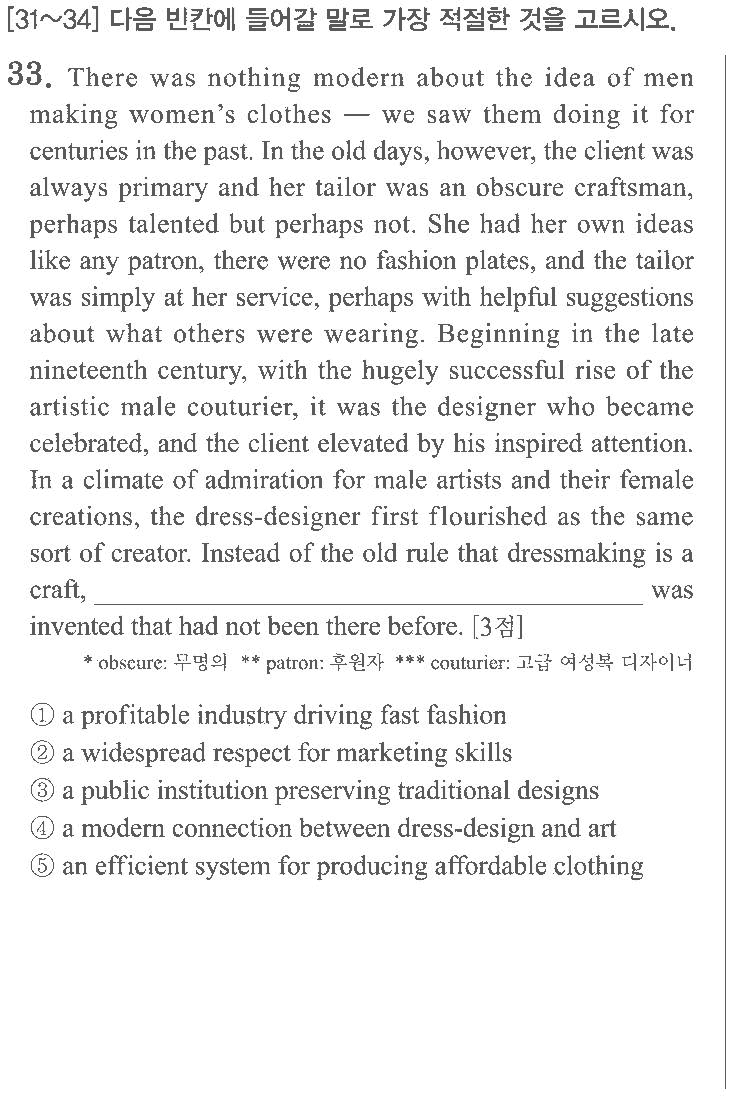 [31～34] 다음 빈칸에 들어갈 말로 가장 적절한 것을 고르시오.
33. There was nothing modern about the idea of men
making women's clothes — we saw them doing it for
centuries in the past. In the old days, however, the client was
always primary and her tailor was an obscure craftsman,
perhaps talented but perhaps not. She had her own ideas
like any patron, there were no fashion plates, and the tailor
was simply at her service, perhaps with helpful suggestions
about what others were wearing. Beginning in the late
nineteenth century, with the hugely successful rise of the
artistic male couturier, it was the designer who became
celebrated, and the client elevated by his inspired attention.
In a climate of admiration for male artists and their female
creations, the dress-designer first flourished as the same
sort of creator. Instead of the old rule that dressmaking is a
craft, ______________________ was
invented that had not been there before. [3점]
* obscure: 무명의 ** patron: 후원자 *** couturier: 고급 여성복 디자이너
① a profitable industry driving fast fashion
② a widespread respect for marketing skills
③ a public institution preserving traditional designs
④ a modern connection between dress-design and art
⑤ an efficient system for producing affordable clothing